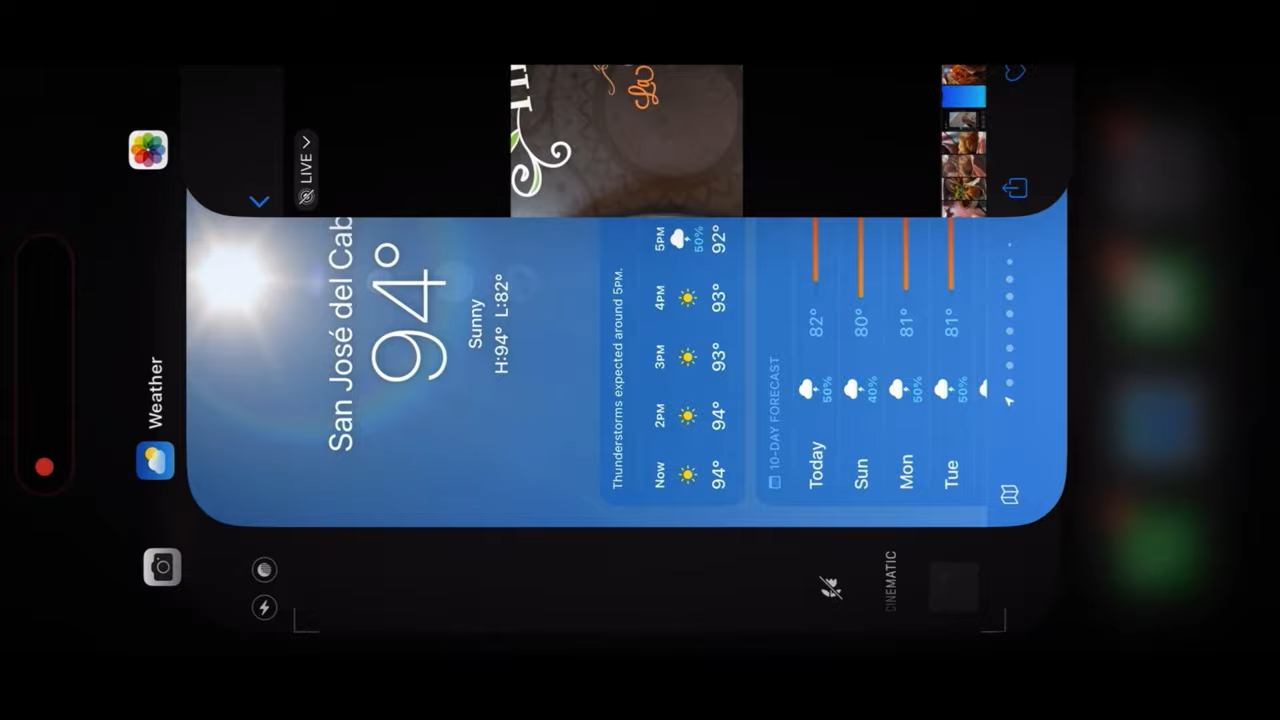 Weather
LIVE
San José del Cab
94°
Sunny
H:94° L:82°
Thunderstorms expected around 5PM.
Now 2PM 3PM 4PM 5PM
50%
94° 94° 93° 93° 92°
10-DAY FORECAST
Today 50% 82°
Sun 40% 80°
Mon 50% 81°
Tue 50% 81°
CINEMATIC